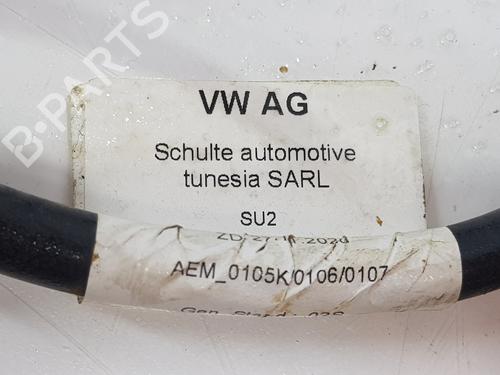 B-PARTS
VW AG
Schulte automotive
tunesia SARL
SU2
AEM_0105K/0106/0107